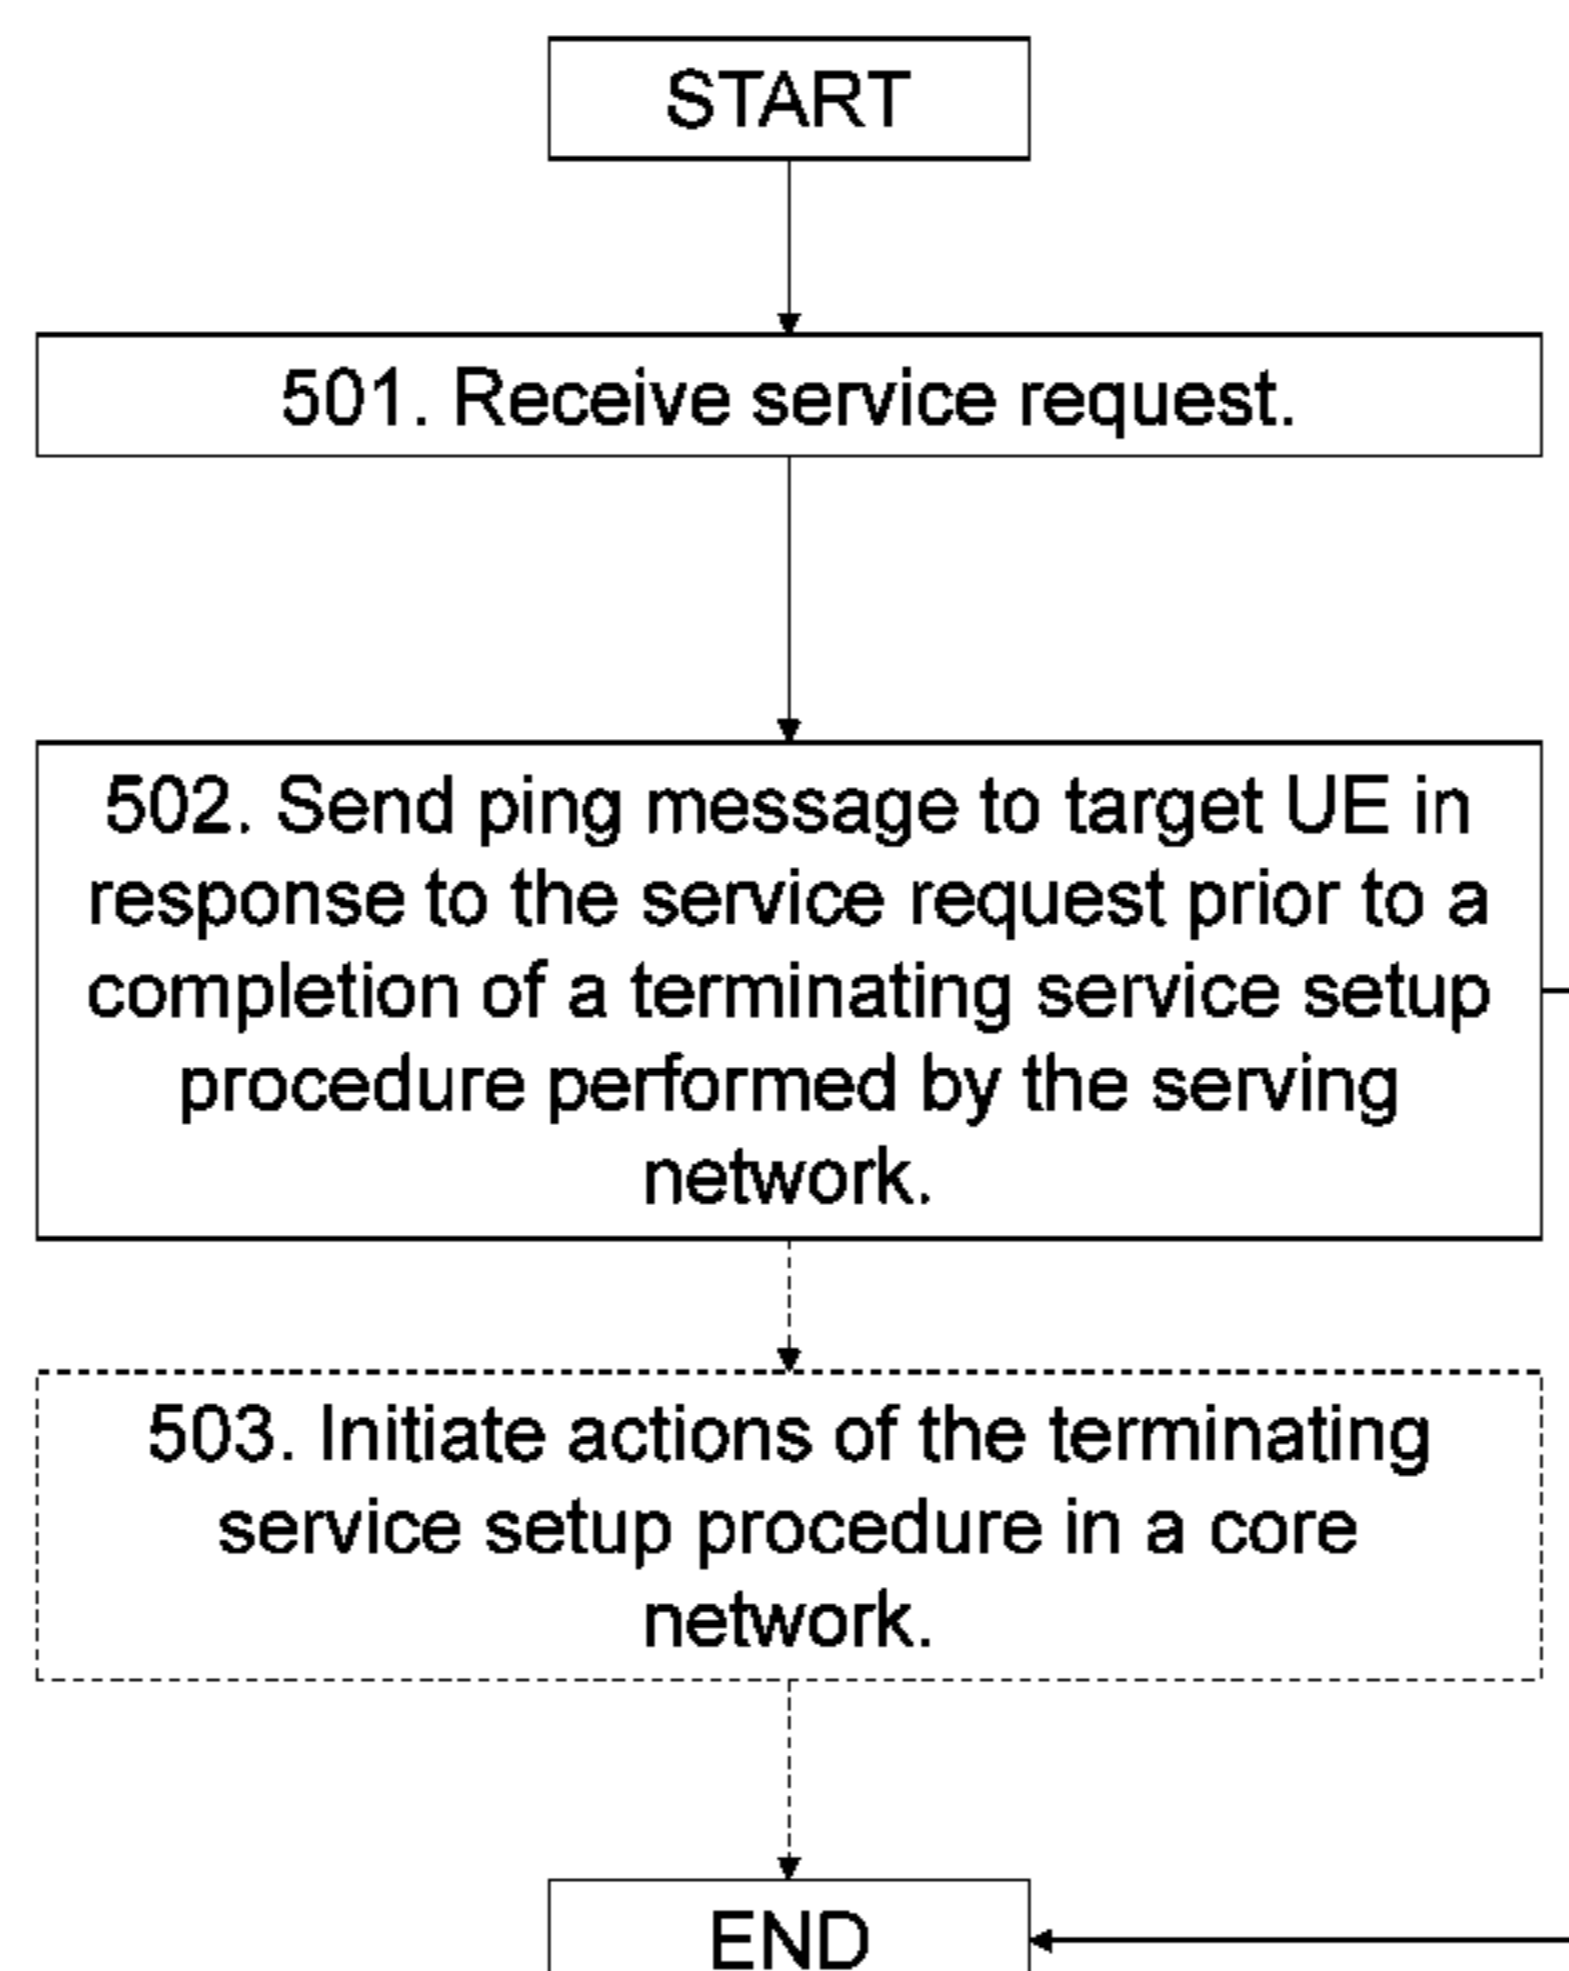 START
501. Receive service request.
502. Send ping message to target UE in
response to the service request prior to a
completion of a terminating service setup
procedure performed by the serving
network.
503. Initiate actions of the terminating
service setup procedure in a core
network.
END